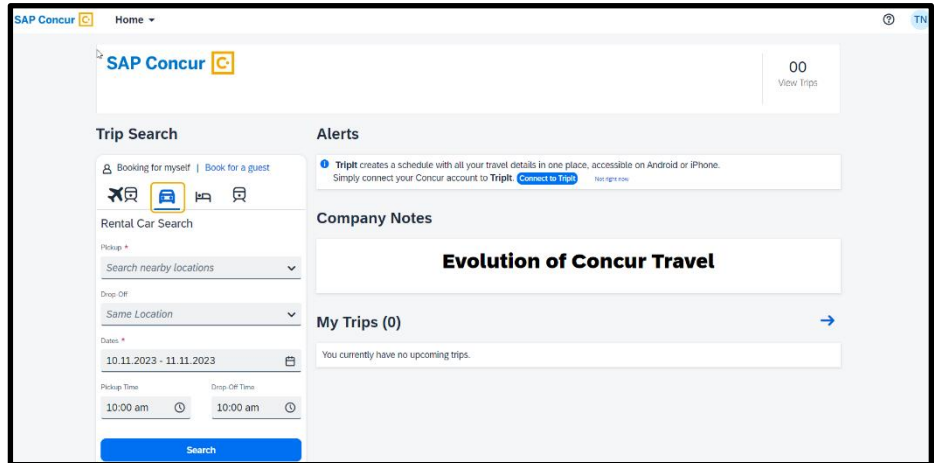 SAP Concur C Home
TN
SAP Concur C
00
View Trips
Trip Search
Booking for myself | Book for a guest
Rental Car Search
Pickup *
Search nearby locations
Drop-Off
Same Location
Dates *
10.11.2023 - 11.11.2023
Pickup Time Drop-Off Time
10:00 am 10:00 am
Search
Alerts
TripIt creates a schedule with all your travel details in one place, accessible on Android or iPhone.
Simply connect your Concur account to TripIt. Connect to TripIt Not right now
Company Notes
Evolution of Concur Travel
My Trips (0)
You currently have no upcoming trips.